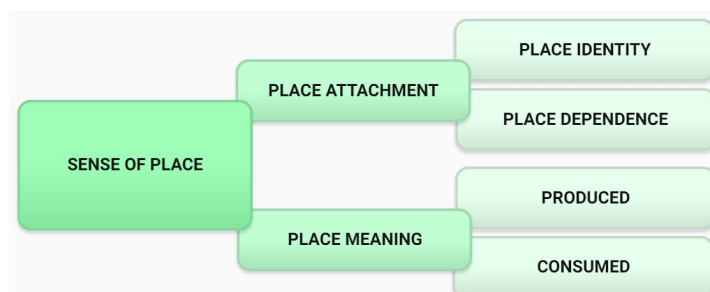 SENSE OF PLACE
PLACE ATTACHMENT
PLACE IDENTITY
PLACE DEPENDENCE
PLACE MEANING
PRODUCED
CONSUMED